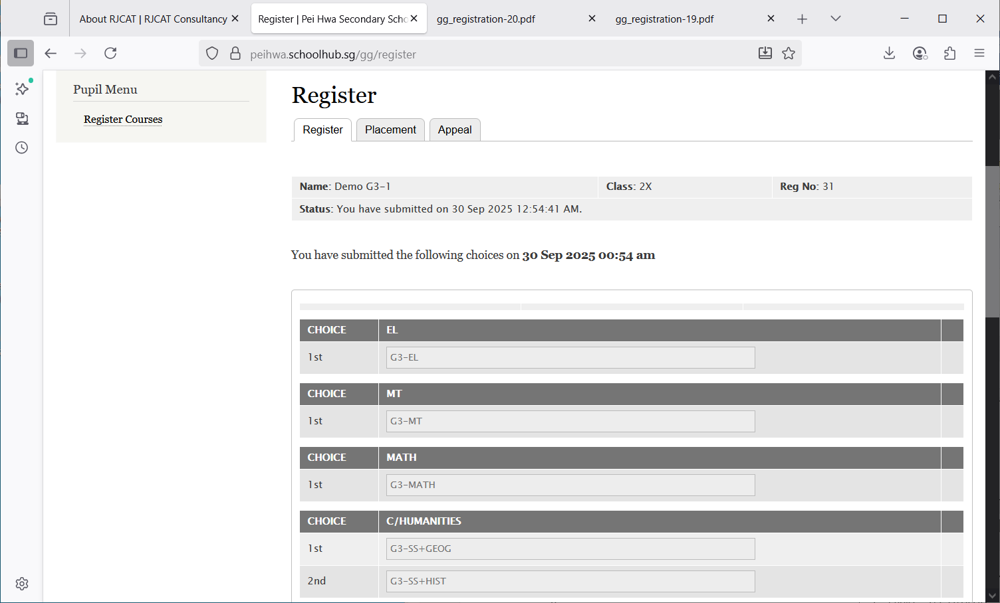 About RJCAT | RJCAT Consultancy
Register | Pei Hwa Secondary Scho
gg_registration-20.pdf
gg_registration-19.pdf
peihwa.schoolhub.sg/gg/register
Pupil Menu
Register Courses
Register
Register Placement Appeal
Name: Demo G3-1 Class: 2X Reg No: 31
Status: You have submitted on 30 Sep 2025 12:54:41 AM.
You have submitted the following choices on 30 Sep 2025 00:54 am
CHOICE EL
1st G3-EL
CHOICE MT
1st G3-MT
CHOICE MATH
1st G3-MATH
CHOICE C/HUMANITIES
1st G3-SS+GEOG
2nd G3-SS+HIST